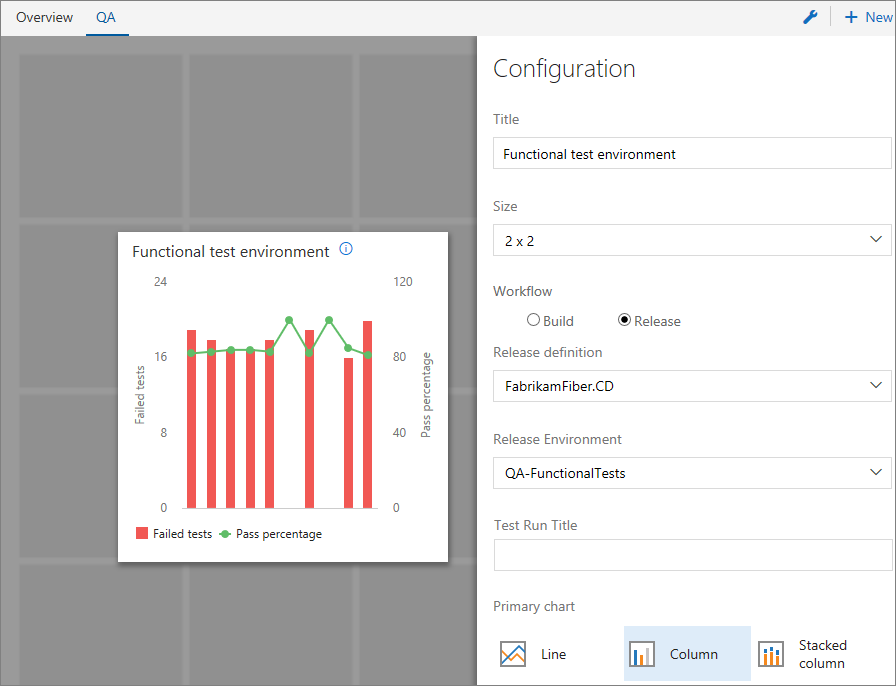 Overview QA New
Configuration
Title
Functional test environment
Size
2 x 2
Workflow
Build Release
Release definition
FabrikamFiber.CD
Release Environment
QA-FunctionalTests
Test Run Title
Primary chart
Line Column Stacked column
Functional test environment
24 120
16 80
8 40
0 0
Failed tests
Pass percentage
Failed tests Pass percentage